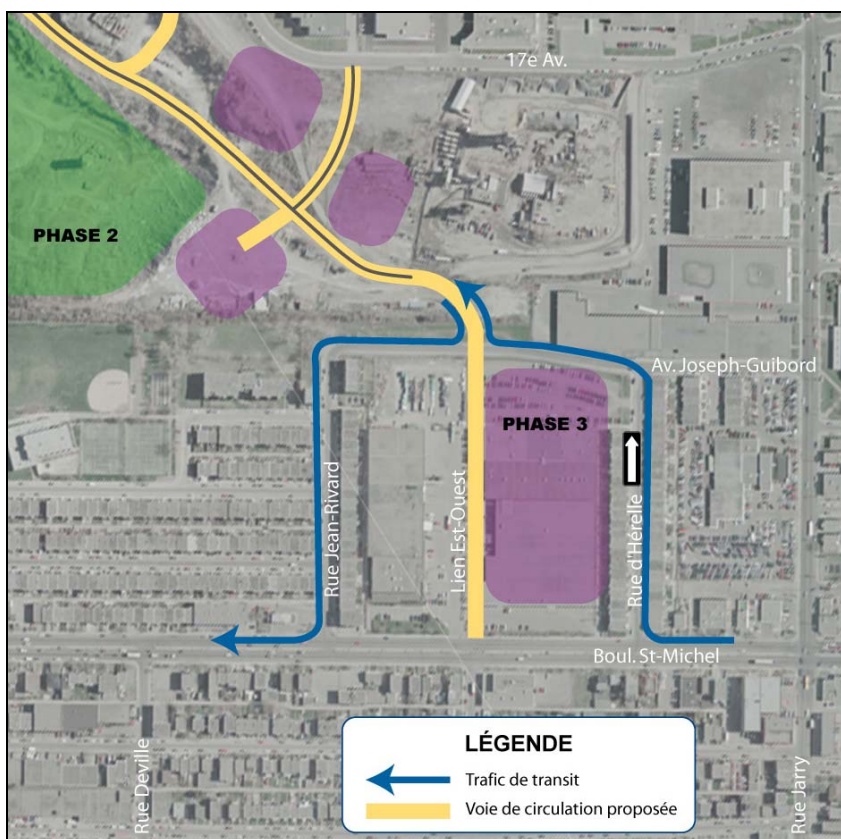 17e Av.
PHASE 2
Av. Joseph-Guibord
PHASE 3
Rue Jean-Rivard
Lien Est-Ouest
Rue d'Hérelle
Boul. St-Michel
Rue Deville
Rue Jarry
LÉGENDE
Trafic de transit
Voie de circulation proposée